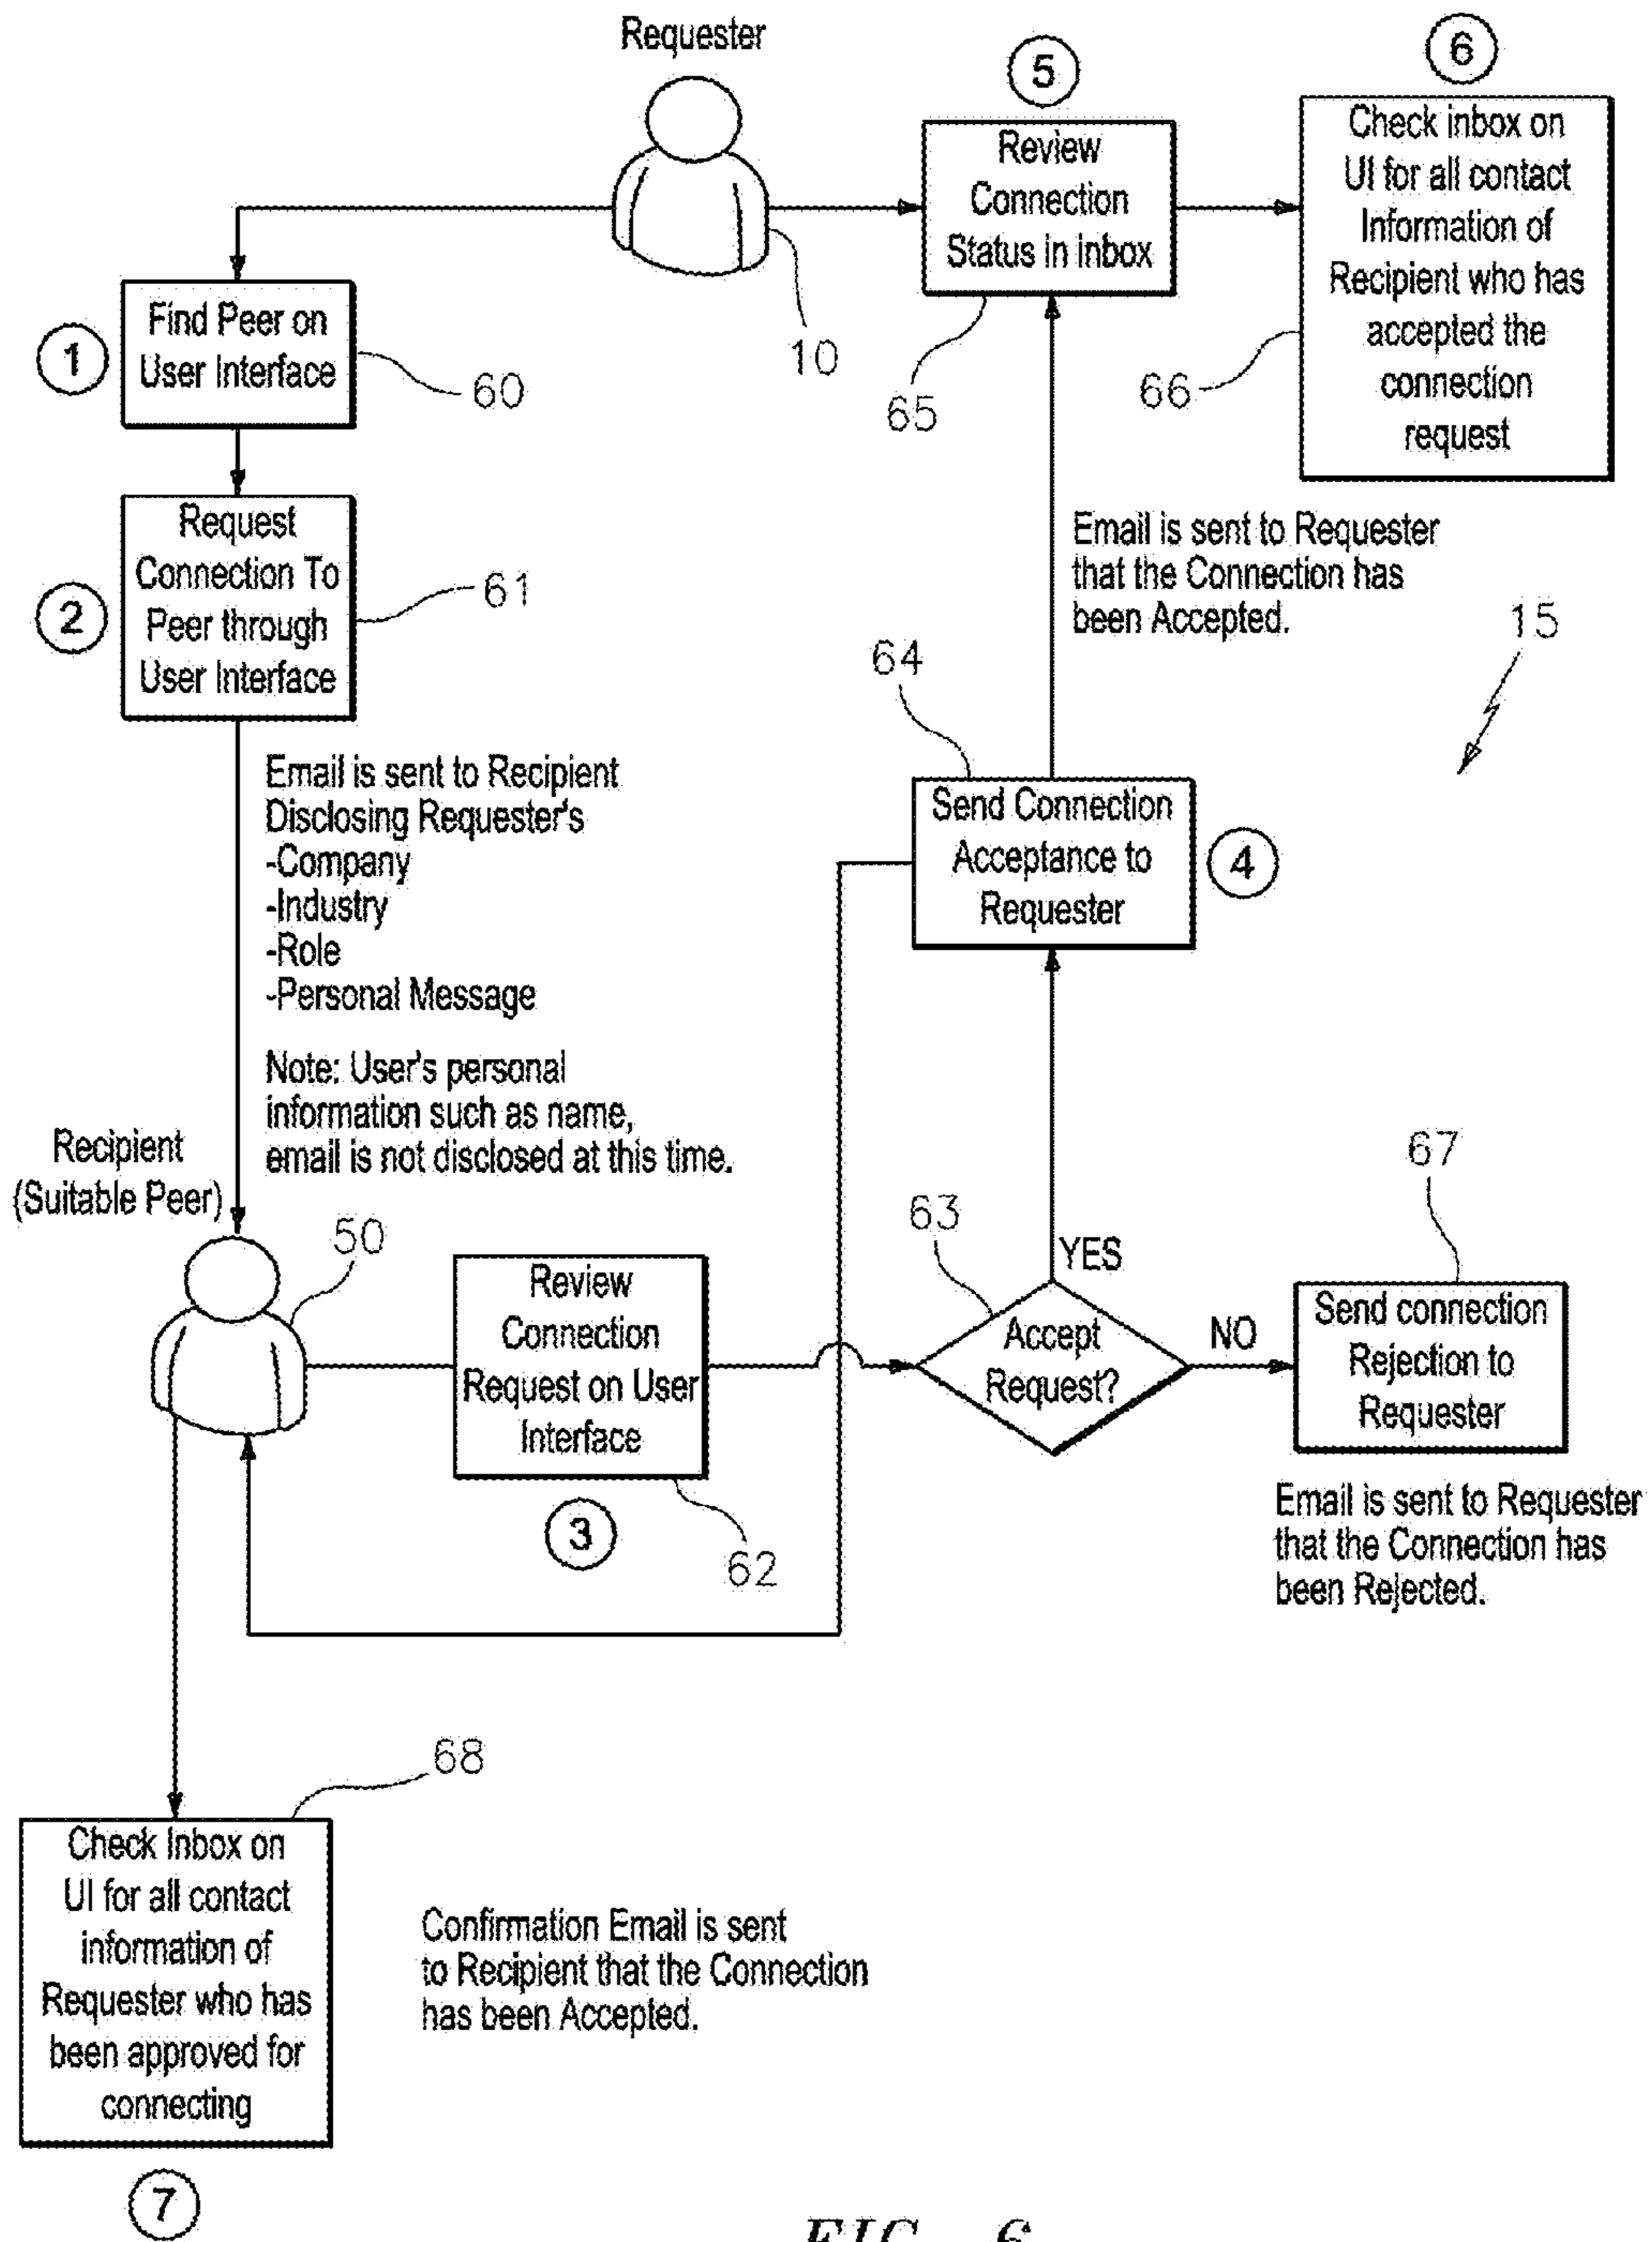 Requester
5
6
Review
Connection
Status in inbox
Check inbox on
UI for all contact
Information of
Recipient who has
accepted the
connection
request
1
Find Peer on
User Interface
60
10
65
66
2
Request
Connection To
Peer through
User Interface
61
Email is sent to Requester
that the Connection has
been Accepted.
15
64
Email is sent to Recipient
Disclosing Requester's
-Company
-Industry
-Role
-Personal Message
Send Connection
Acceptance to
Requester
4
Note: User's personal
information such as name,
email is not disclosed at this time.
Recipient
(Suitable Peer)
50
Review
Connection
Request on User
Interface
3
62
63
YES
Accept
Request?
NO
67
Send connection
Rejection to
Requester
Email is sent to Requester
that the Connection has
been Rejected.
68
Check Inbox on
UI for all contact
information of
Requester who has
been approved for
connecting
7
Confirmation Email is sent
to Recipient that the Connection
has been Accepted.
FIG. 6